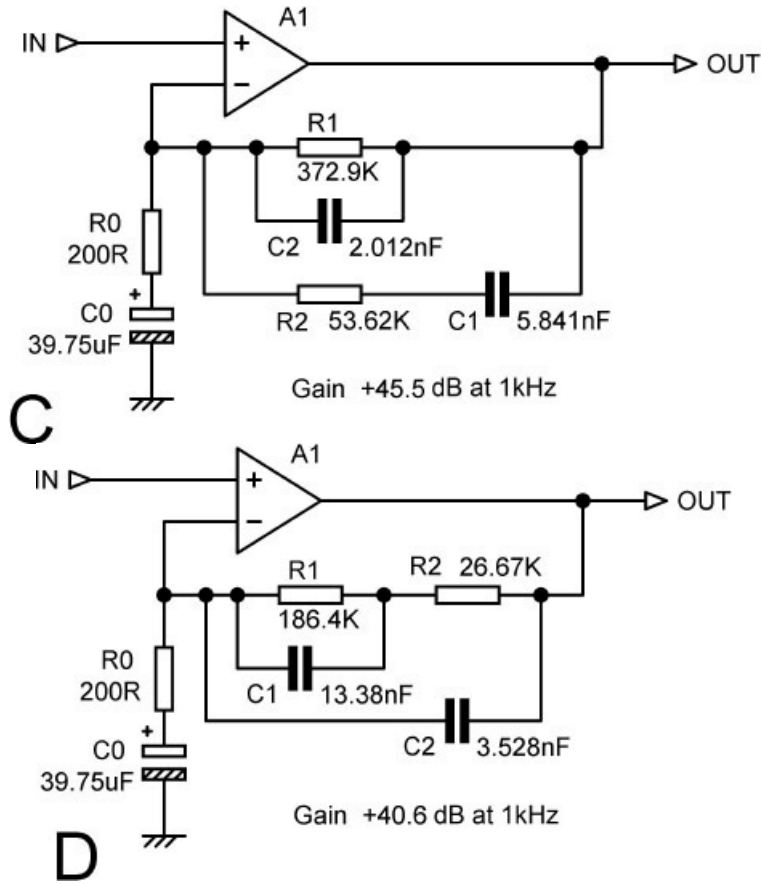 A1
IN
+
−
OUT
R1
372.9K
R0
200R
C2 2.012nF
+
C0
39.75uF
R2 53.62K C1 5.841nF
Gain +45.5 dB at 1kHz
C
A1
IN
+
−
OUT
R1
186.4K
R2 26.67K
R0
200R
C1 13.38nF
+
C0
39.75uF
C2 3.528nF
Gain +40.6 dB at 1kHz
D